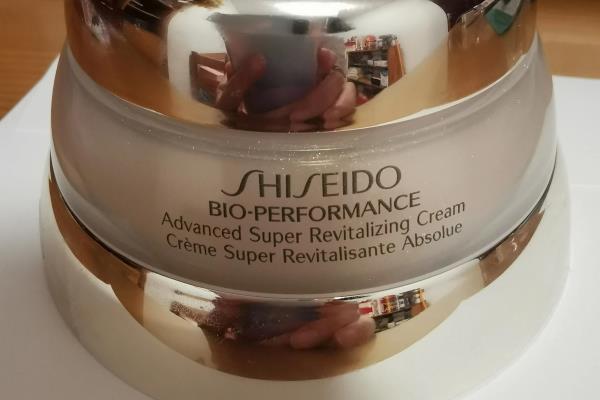 SHISEIDO
BIO-PERFORMANCE
Advanced Super Revitalizing Cream
Crème Super Revitalisante Absolue